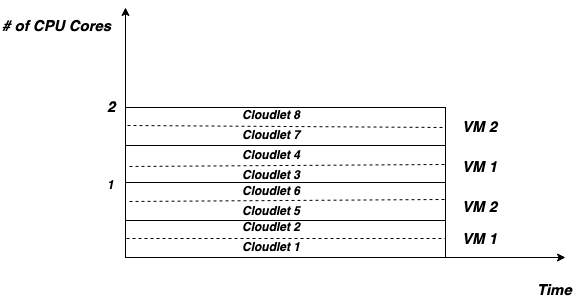 # of CPU Cores
2
Cloudlet 8
VM 2
Cloudlet 7
Cloudlet 4
VM 1
Cloudlet 3
1
Cloudlet 6
VM 2
Cloudlet 5
Cloudlet 2
VM 1
Cloudlet 1
Time